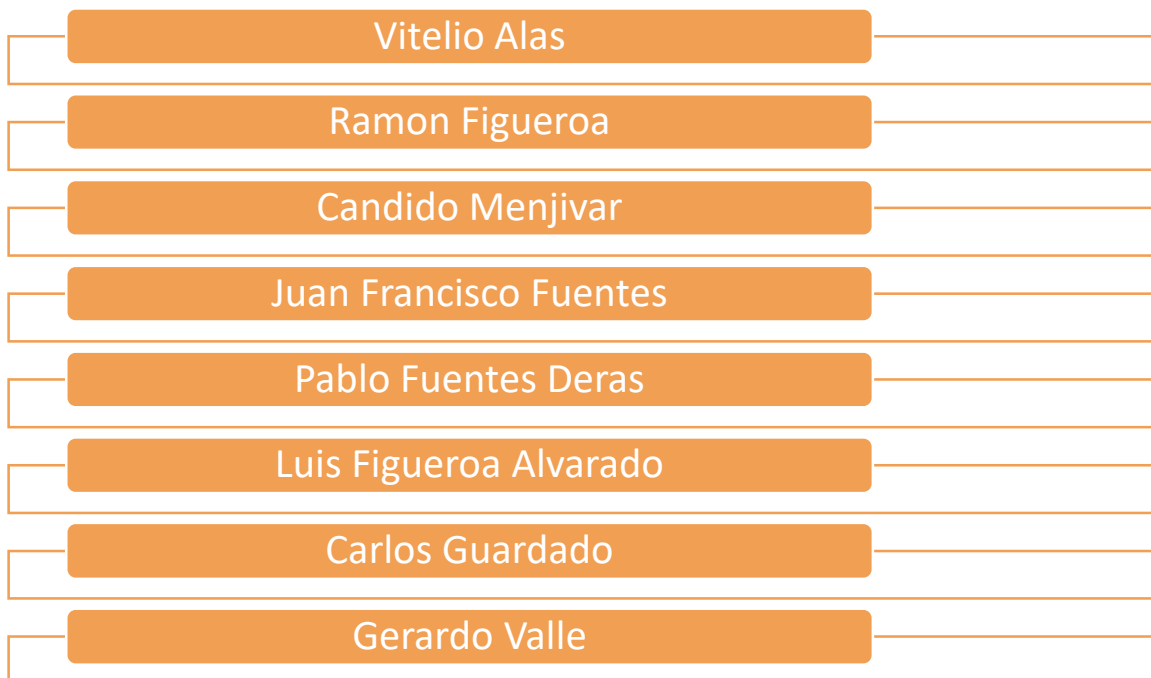 Vitelio Alas
Ramon Figueroa
Candido Menjivar
Juan Francisco Fuentes
Pablo Fuentes Deras
Luis Figueroa Alvarado
Carlos Guardado
Gerardo Valle